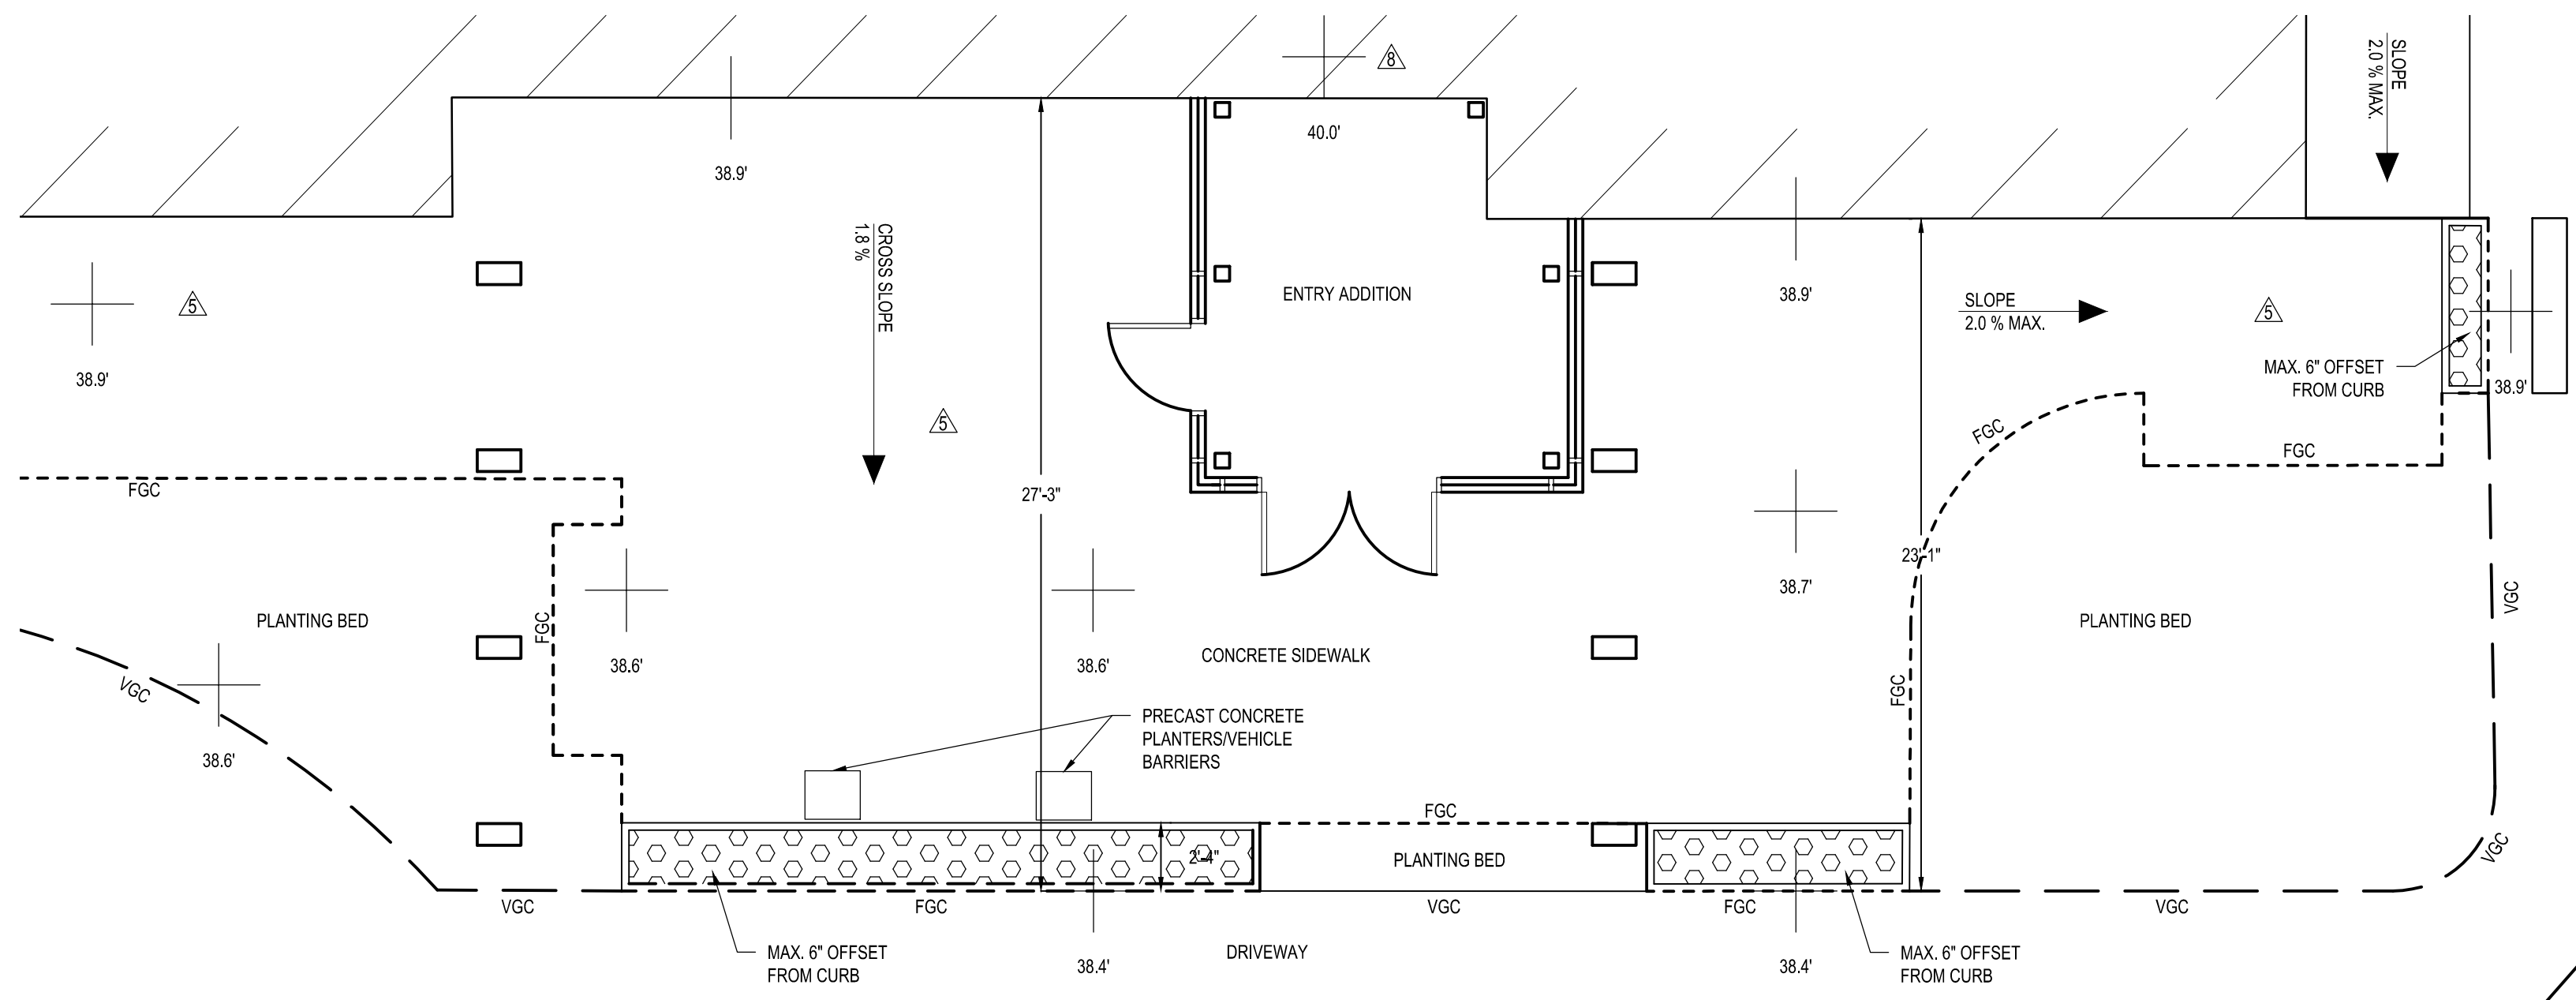 8
SLOPE
2.0 % MAX.
40.0'
38.9'
CROSS SLOPE
1.8 %
ENTRY ADDITION
38.9'
SLOPE
2.0 % MAX.
5
5
38.9'
MAX. 6" OFFSET
FROM CURB
38.9'
5
FGC
FGC
FGC
27'-3"
23'-1"
38.7'
VGC
PLANTING BED
FGC
PLANTING BED
38.6'
38.6'
CONCRETE SIDEWALK
VGC
FGC
38.6'
PRECAST CONCRETE
PLANTERS/VEHICLE
BARRIERS
FGC
2'-4"
PLANTING BED
VGC
VGC
FGC
VGC
FGC
VGC
MAX. 6" OFFSET
FROM CURB
38.4'
DRIVEWAY
38.4'
MAX. 6" OFFSET
FROM CURB